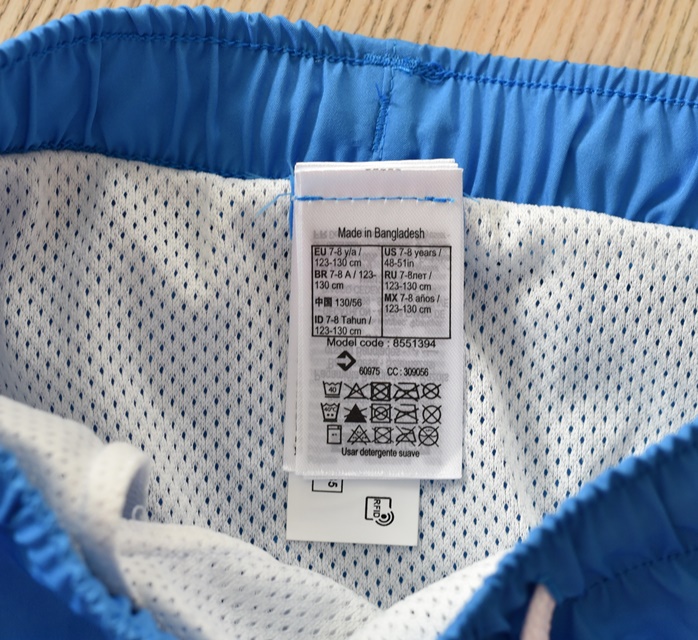 Made in Bangladesh
EU 7-8 y/a /
123-130 cm
BR 7-8 A / 123-
130 cm
中国 130/56
ID 7-8 Tahun /
123-130 cm
US 7-8 years /
48-51in
RU 7-8лет /
123-130 cm
MX 7-8 años /
123-130 cm
Model code : 8551394
60975 CC : 309056
40
Usar detergente suave
5
RFID